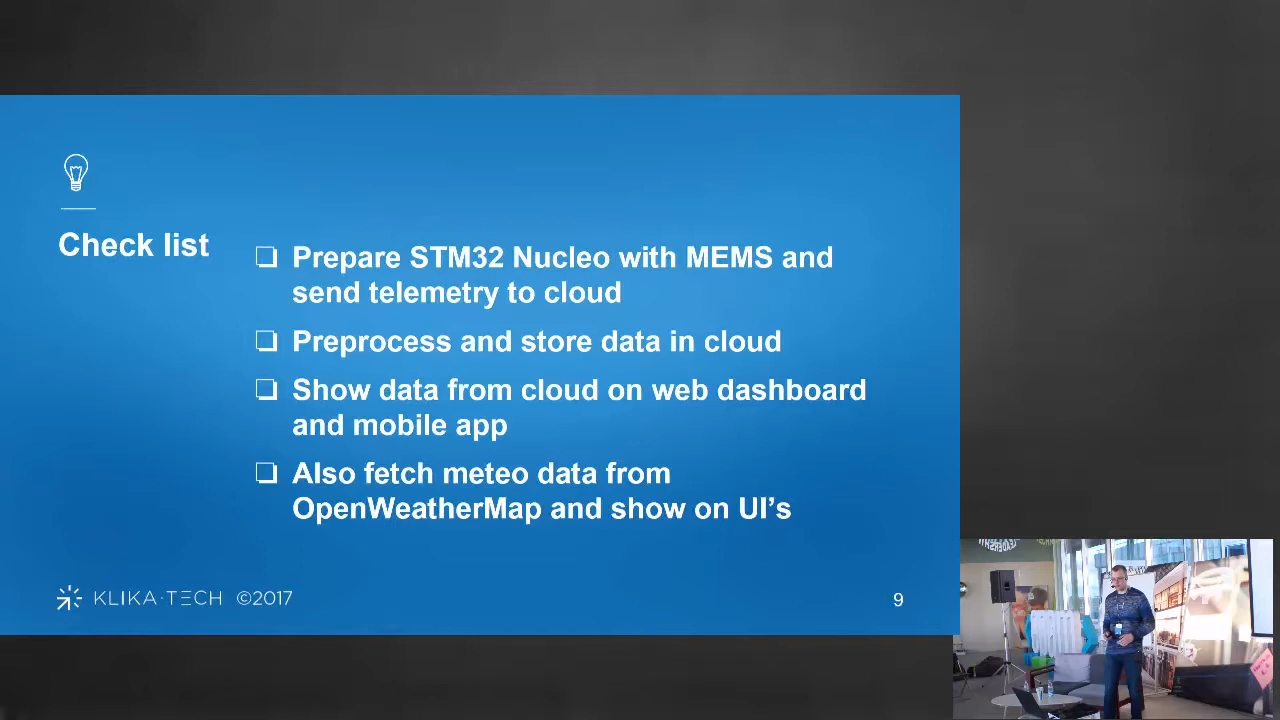 Check list
❏ Prepare STM32 Nucleo with MEMS and
send telemetry to cloud
❏ Preprocess and store data in cloud
❏ Show data from cloud on web dashboard
and mobile app
❏ Also fetch meteo data from
OpenWeatherMap and show on UI's
KLIKA·TECH ©2017
9